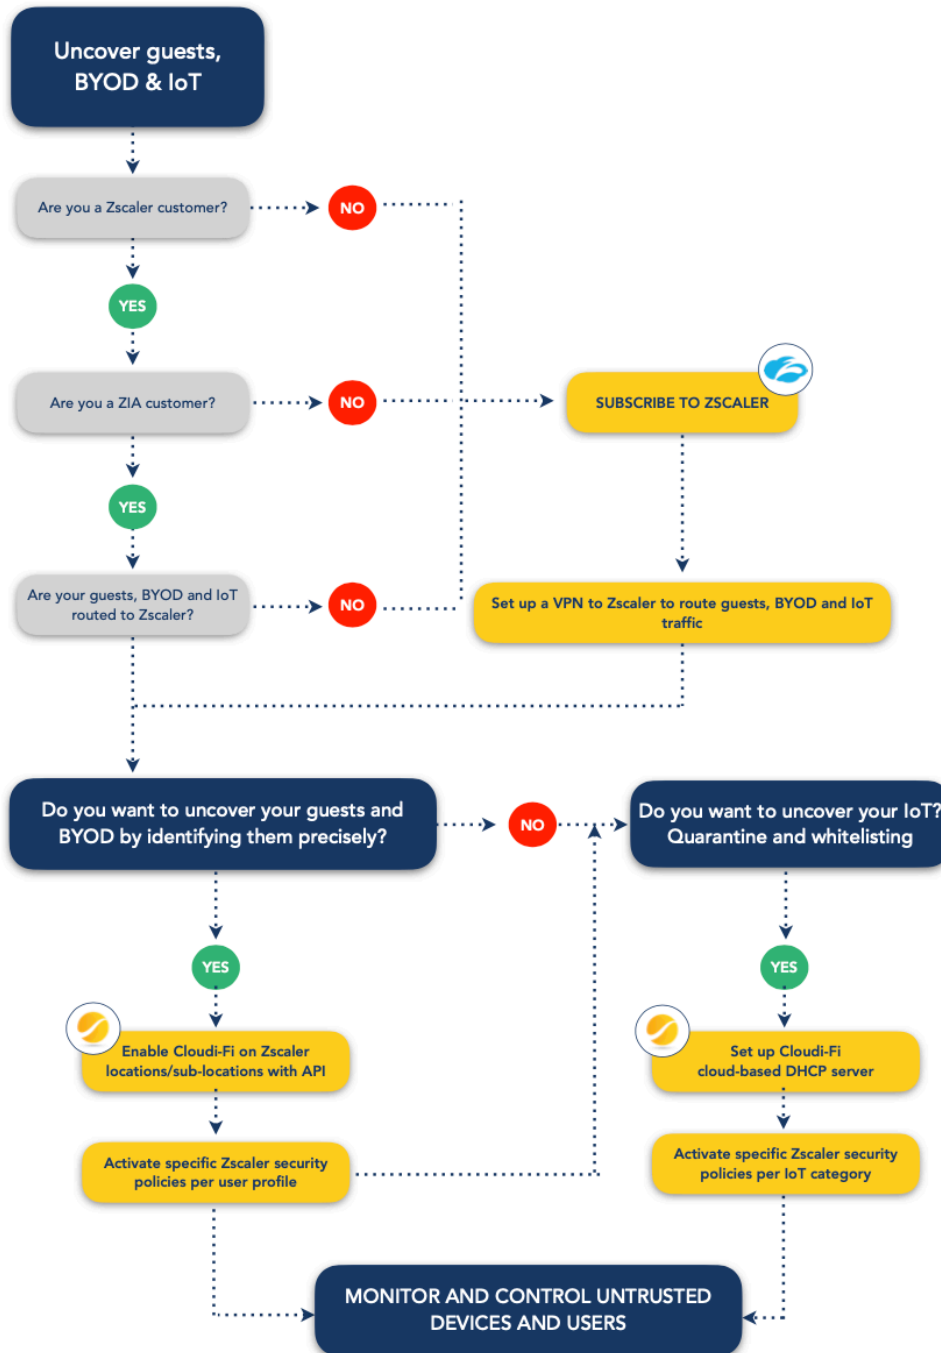 Uncover guests,
BYOD & IoT
Are you a Zscaler customer?
NO
YES
Are you a ZIA customer?
NO
SUBSCRIBE TO ZSCALER
YES
Are your guests, BYOD and IoT
routed to Zscaler?
NO
Set up a VPN to Zscaler to route guests, BYOD and IoT
traffic
Do you want to uncover your guests and
BYOD by identifying them precisely?
NO
Do you want to uncover your IoT?
Quarantine and whitelisting
YES
YES
Enable Cloudi-Fi on Zscaler
locations/sub-locations with API
Set up Cloudi-Fi
cloud-based DHCP server
Activate specific Zscaler security
policies per user profile
Activate specific Zscaler security
policies per IoT category
MONITOR AND CONTROL UNTRUSTED
DEVICES AND USERS